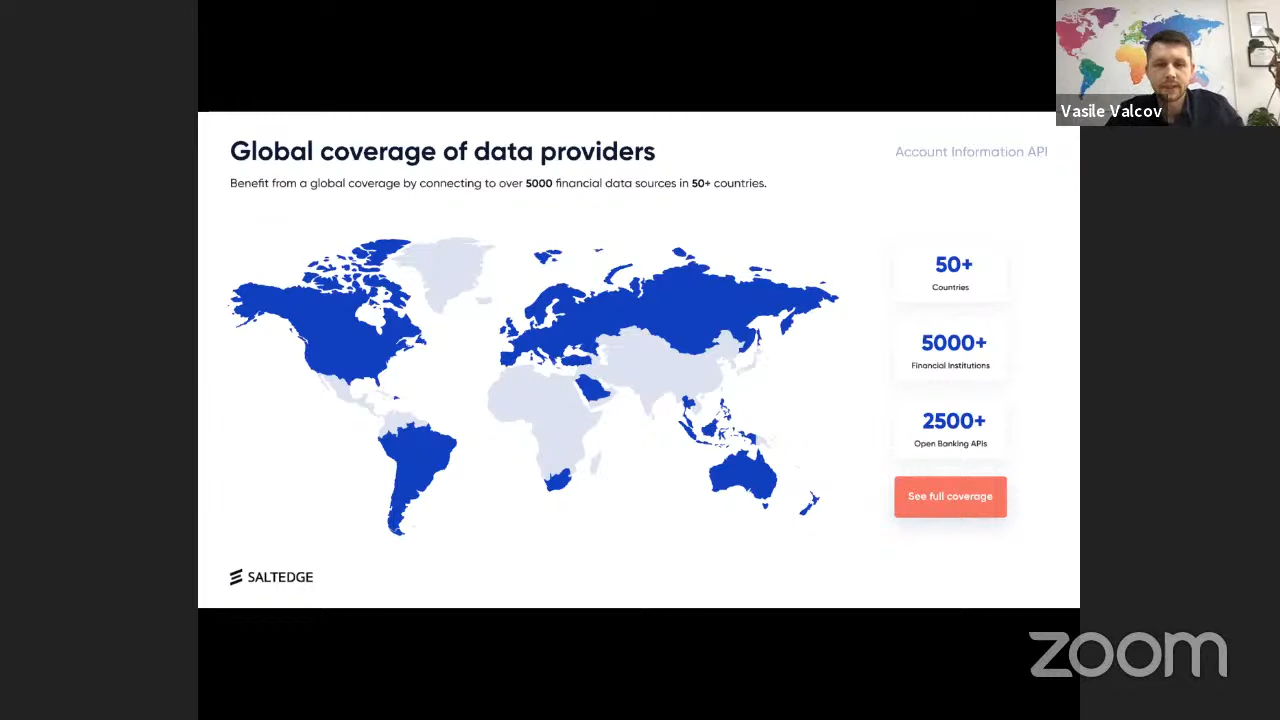 Vasile Valcov
Global coverage of data providers
Account Information API
Benefit from a global coverage by connecting to over 5000 financial data sources in 50+ countries.
50+
Countries
5000+
Financial Institutions
2500+
Open Banking APIs
See full coverage
SALTEDGE
zoom